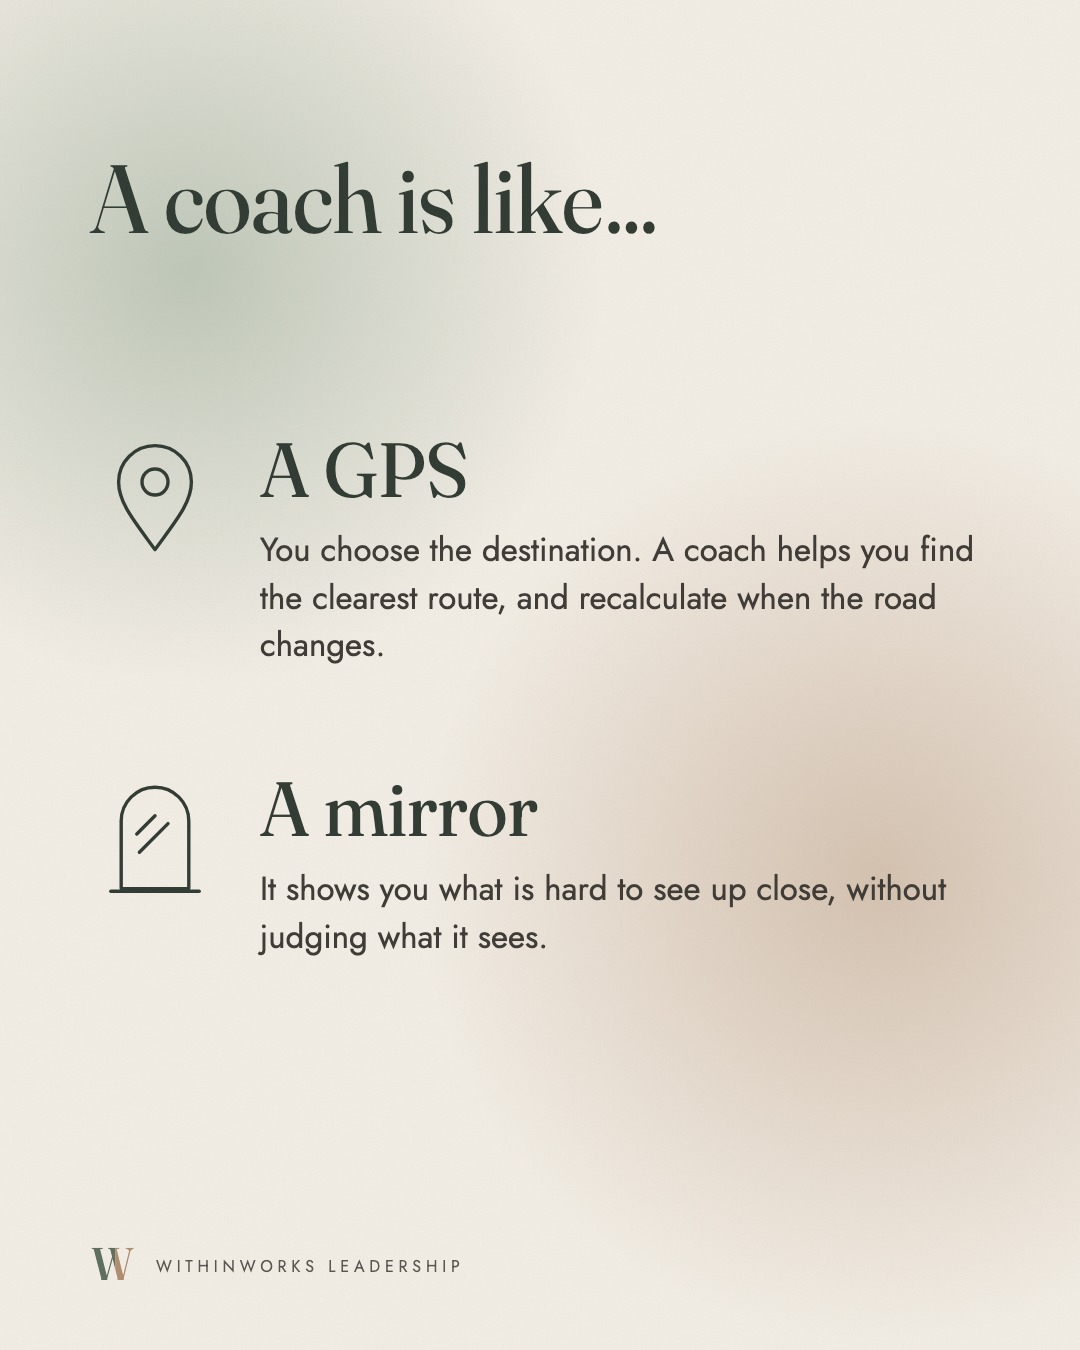 A coach is like...
A GPS
You choose the destination. A coach helps you find
the clearest route, and recalculate when the road
changes.
A mirror
It shows you what is hard to see up close, without
judging what it sees.
W WITHINWORKS LEADERSHIP